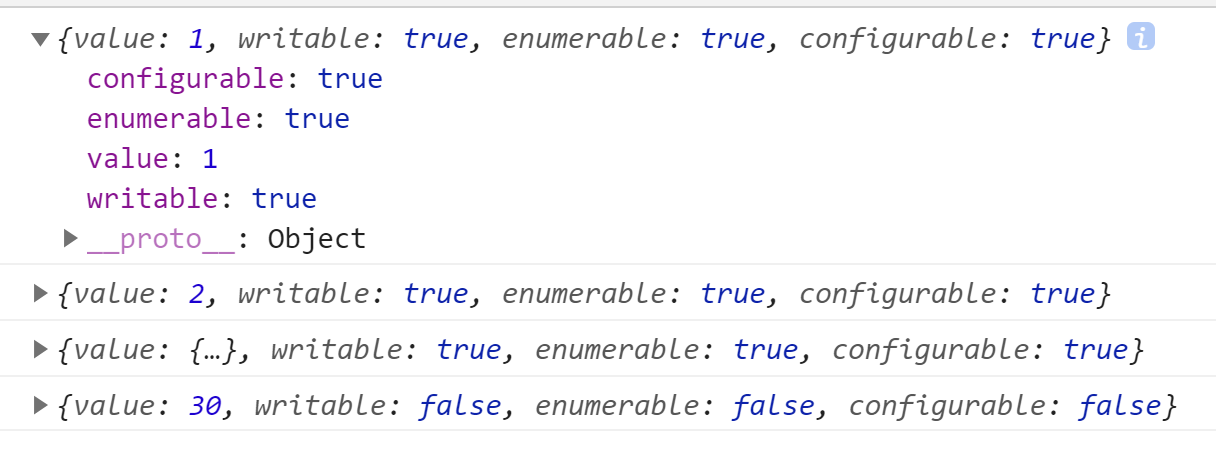 {value: 1, writable: true, enumerable: true, configurable: true} i
configurable: true
enumerable: true
value: 1
writable: true
__proto__: Object
{value: 2, writable: true, enumerable: true, configurable: true}
{value: {…}, writable: true, enumerable: true, configurable: true}
{value: 30, writable: false, enumerable: false, configurable: false}